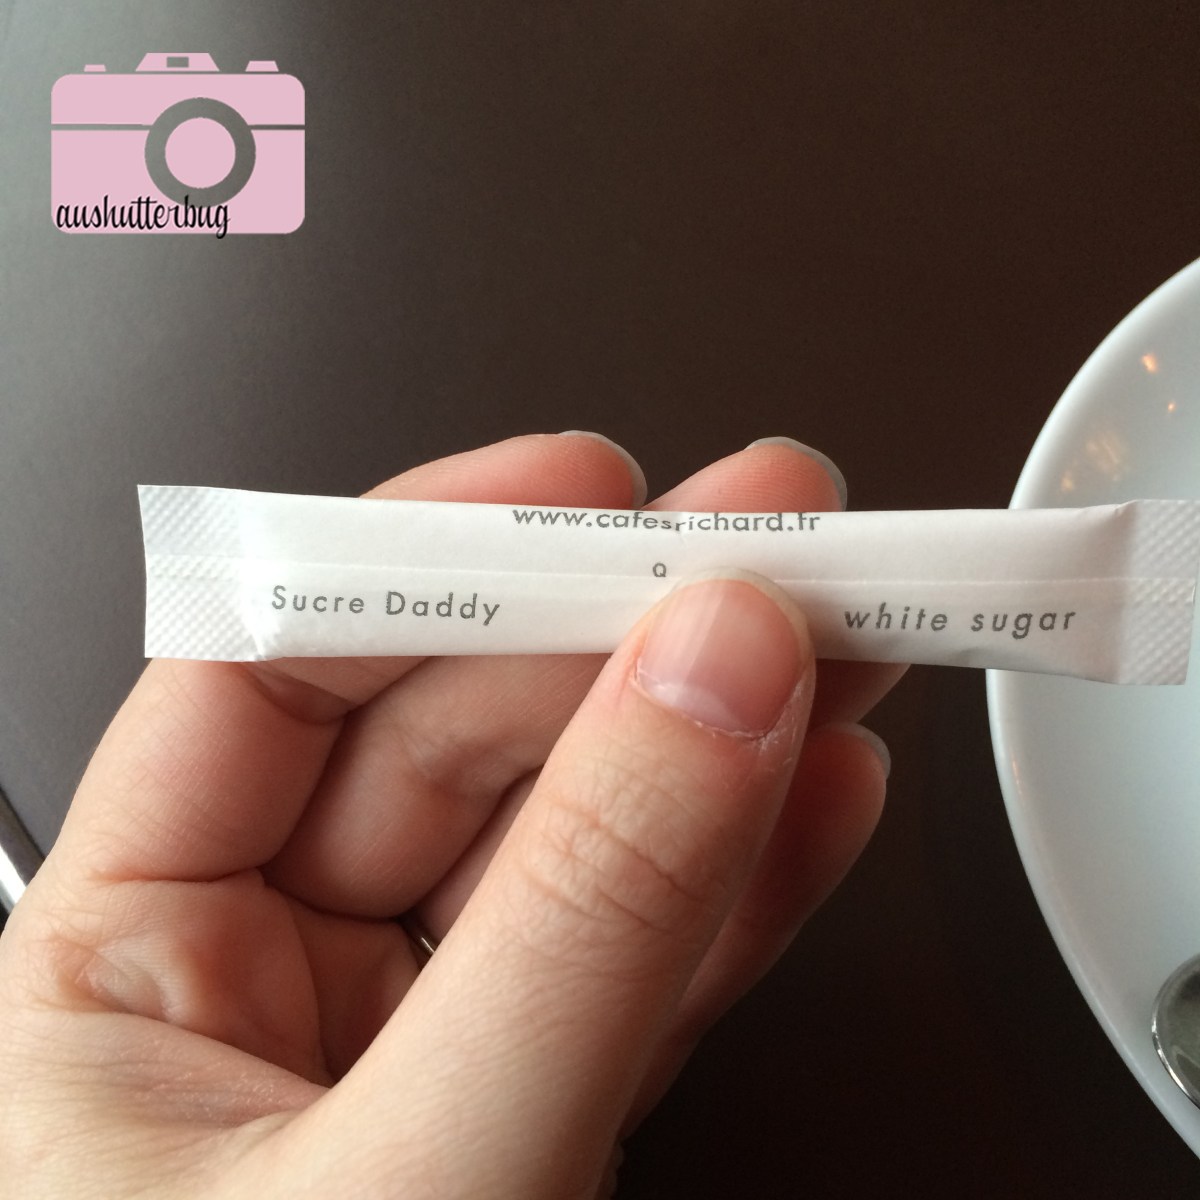 aushutterbug
www.cafesrichard.fr
Q
Sucre Daddy white sugar